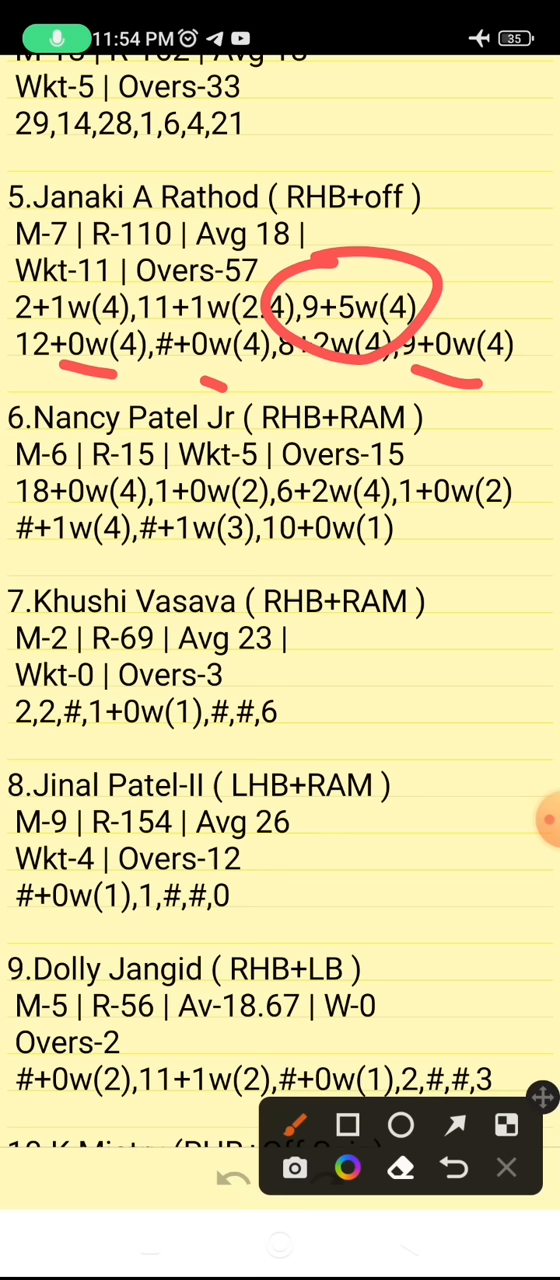 11:54 PM
35
Wkt-5 | Overs-33
29,14,28,1,6,4,21
5.Janaki A Rathod ( RHB+off )
M-7 | R-110 | Avg 18 |
Wkt-11 | Overs-57
2+1w(4),11+1w(2.4),9+5w(4)
12+0w(4),#+0w(4),8+2w(4),9+0w(4)
6.Nancy Patel Jr ( RHB+RAM )
M-6 | R-15 | Wkt-5 | Overs-15
18+0w(4),1+0w(2),6+2w(4),1+0w(2)
#+1w(4),#+1w(3),10+0w(1)
7.Khushi Vasava ( RHB+RAM )
M-2 | R-69 | Avg 23 |
Wkt-0 | Overs-3
2,2,#,1+0w(1),#,#,6
8.Jinal Patel-II ( LHB+RAM )
M-9 | R-154 | Avg 26
Wkt-4 | Overs-12
#+0w(1),1,#,#,0
9.Dolly Jangid ( RHB+LB )
M-5 | R-56 | Av-18.67 | W-0
Overs-2
#+0w(2),11+1w(2),#+0w(1),2,#,#,3